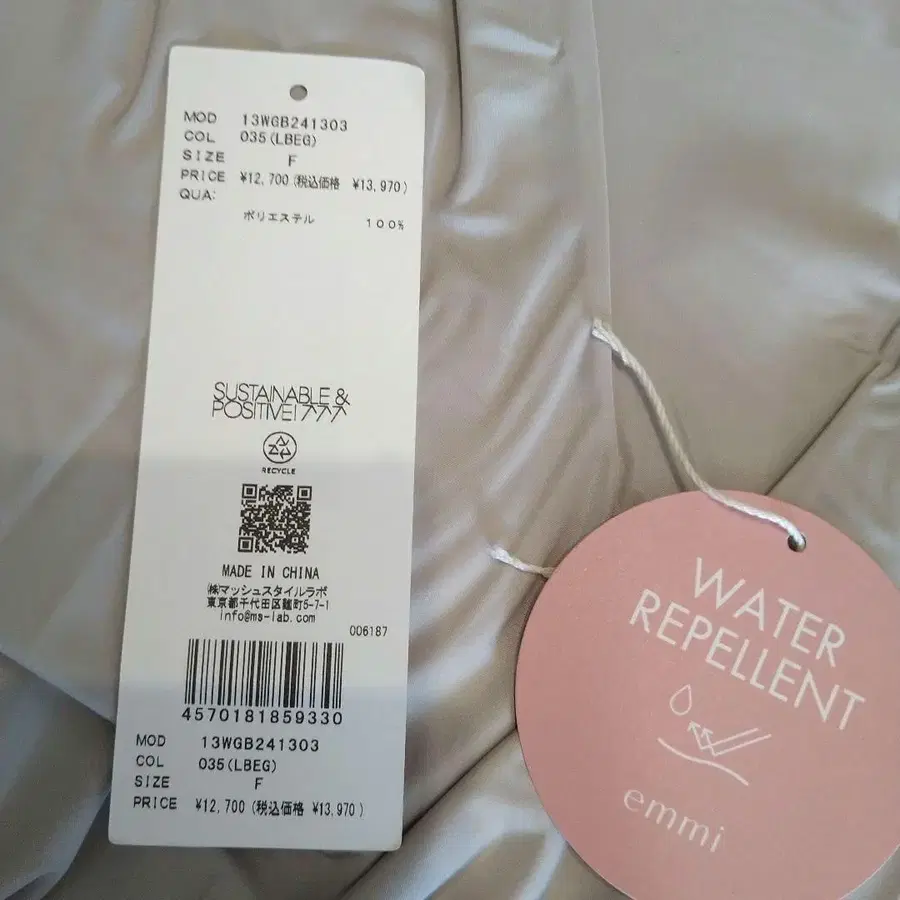 MOD 13WGB241303
COL 035(LBEG)
SIZE F
PRICE ¥12,700(税込価格 ¥13,970)
QUA:
ポリエステル 100%
SUSTAINABLE &
POSITIVE!
RECYCLE
MADE IN CHINA
㈱マッシュスタイルラボ
東京都千代田区麹町5-7-1
info@ms-lab.com
006187
4570181859330
MOD 13WGB241303
COL 035(LBEG)
SIZE F
PRICE ¥12,700(税込価格 ¥13,970)
WATER
REPELLENT
emmi